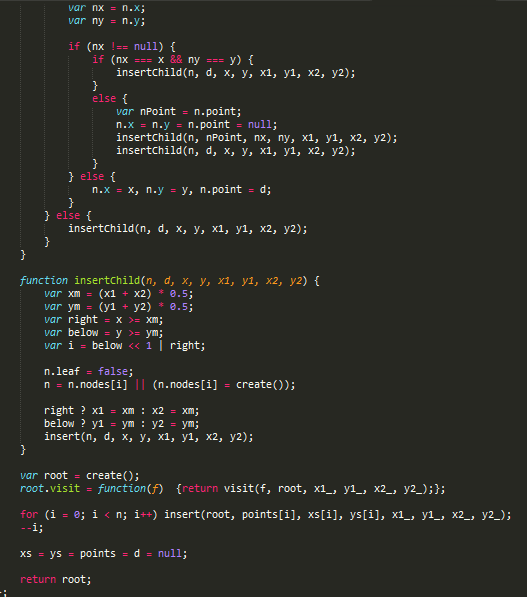 var nx = n.x;
var ny = n.y;
if (nx !== null) {
if (nx === x && ny === y) {
insertChild(n, d, x, y, x1, y1, x2, y2);
}
else {
var nPoint = n.point;
n.x = n.y = n.point = null;
insertChild(n, nPoint, nx, ny, x1, y1, x2, y2);
insertChild(n, d, x, y, x1, y1, x2, y2);
}
} else {
n.x = x, n.y = y, n.point = d;
}
} else {
insertChild(n, d, x, y, x1, y1, x2, y2);
}
}
function insertChild(n, d, x, y, x1, y1, x2, y2) {
var xm = (x1 + x2) * 0.5;
var ym = (y1 + y2) * 0.5;
var right = x >= xm;
var below = y >= ym;
var i = below << 1 | right;
n.leaf = false;
n = n.nodes[i] || (n.nodes[i] = create());
right ? x1 = xm : x2 = xm;
below ? y1 = ym : y2 = ym;
insert(n, d, x, y, x1, y1, x2, y2);
}
var root = create();
root.visit = function(f)  {return visit(f, root, x1_, y1_, x2_, y2_);};
for (i = 0; i < n; i++) insert(root, points[i], xs[i], ys[i], x1_, y1_, x2_, y2_);
--i;
xs = ys = points = d = null;
return root;
};